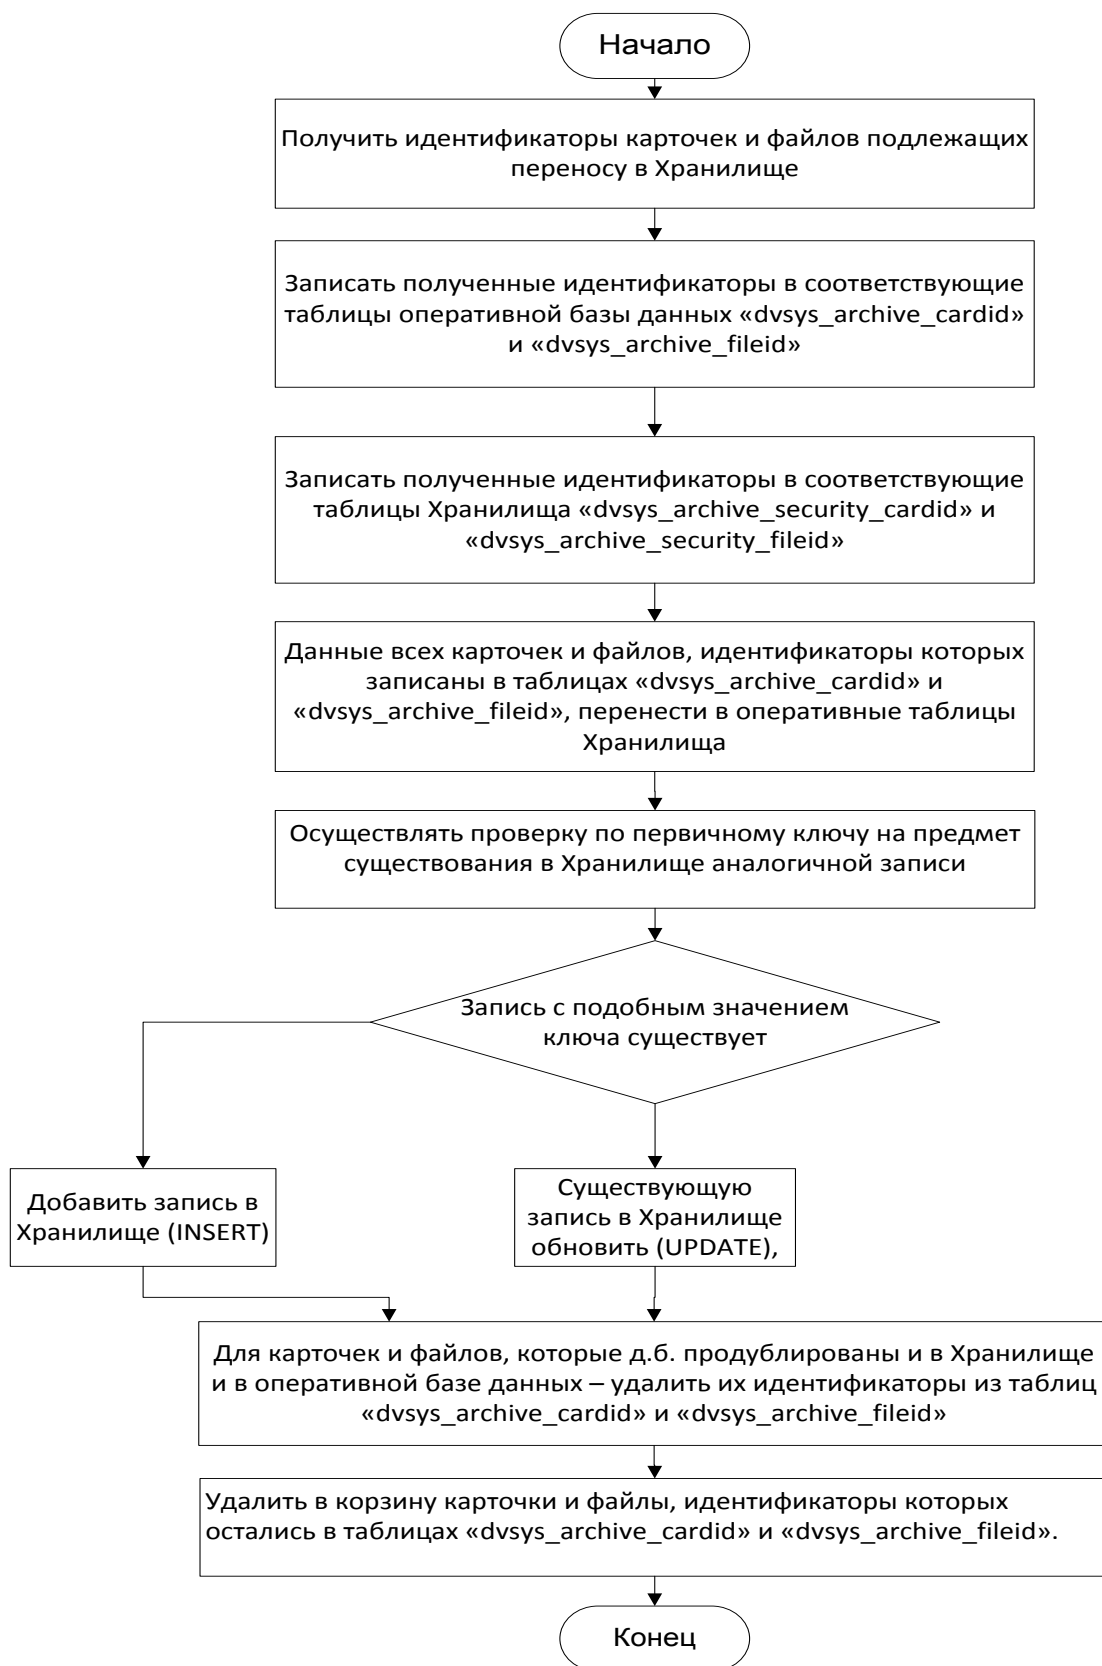 Начало
Получить идентификаторы карточек и файлов подлежащих
переносу в Хранилище
Записать полученные идентификаторы в соответствующие
таблицы оперативной базы данных «dvsys_archive_cardid»
и «dvsys_archive_fileid»
Записать полученные идентификаторы в соответствующие
таблицы Хранилища «dvsys_archive_security_cardid» и
«dvsys_archive_security_fileid»
Данные всех карточек и файлов, идентификаторы которых
записаны в таблицах «dvsys_archive_cardid» и
«dvsys_archive_fileid», перенести в оперативные таблицы
Хранилища
Осуществлять проверку по первичному ключу на предмет
существования в Хранилище аналогичной записи
Запись с подобным значением
ключа существует
Добавить запись в
Хранилище (INSERT)
Существующую
запись в Хранилище
обновить (UPDATE),
Для карточек и файлов, которые д.б. продублированы и в Хранилище
и в оперативной базе данных – удалить их идентификаторы из таблиц
«dvsys_archive_cardid» и «dvsys_archive_fileid»
Удалить в корзину карточки и файлы, идентификаторы которых
остались в таблицах «dvsys_archive_cardid» и «dvsys_archive_fileid».
Конец